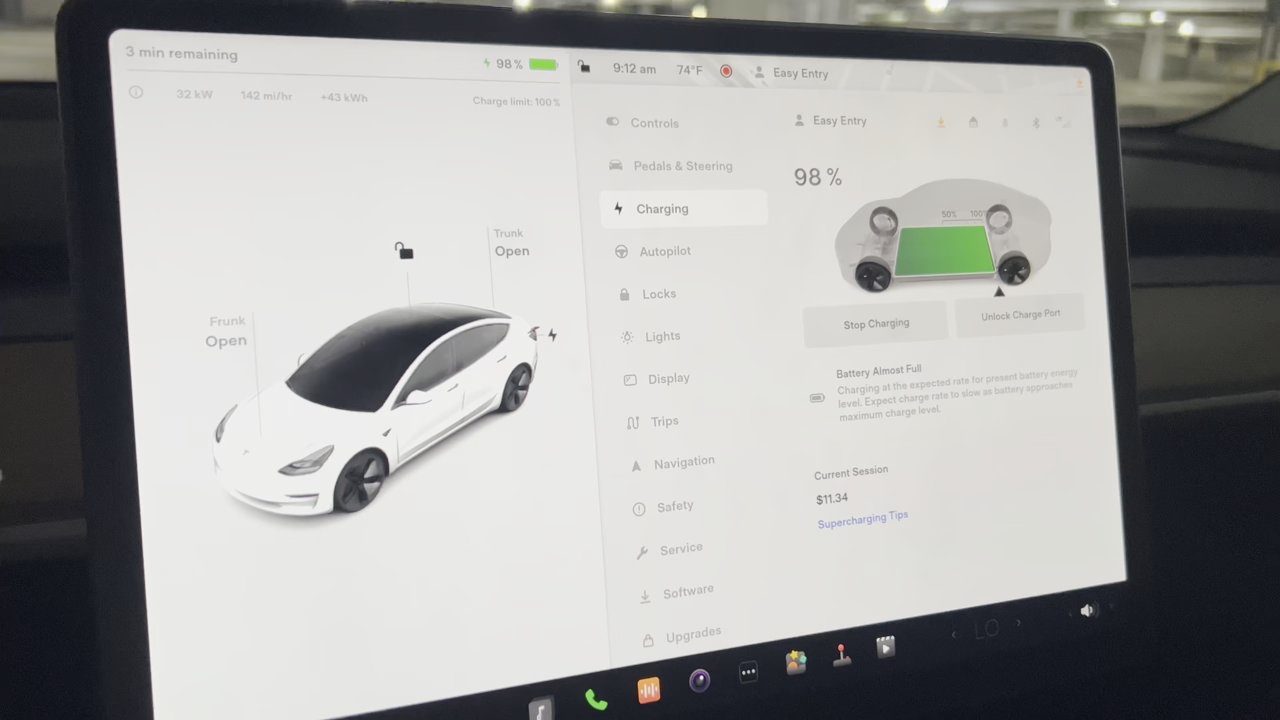 3 min remaining
98 %
32 kW 142 mi/hr +43 kWh
Charge limit: 100 %
Trunk
Open
Frunk
Open
9:12 am 74°F Easy Entry
Controls
Pedals & Steering
Charging
Autopilot
Locks
Lights
Display
Trips
Navigation
Safety
Service
Software
Upgrades
Easy Entry
98 %
50% 100%
Stop Charging
Unlock Charge Port
Battery Almost Full
Charging at the expected rate for present battery energy
level. Expect charge rate to slow as battery approaches
maximum charge level.
Current Session
$11.34
Supercharging Tips
LO